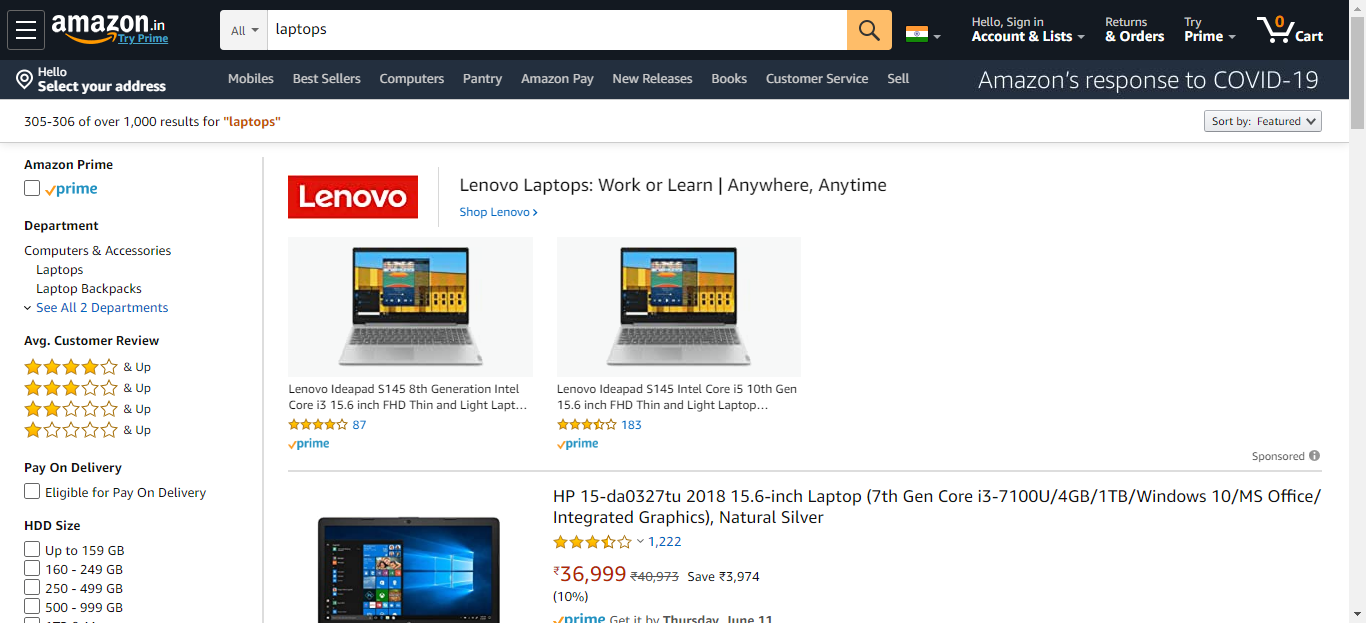 amazon.in
Try Prime
All
laptops
Hello, Sign in
Account & Lists
Returns
& Orders
Try
Prime
0
Cart
Hello
Select your address
Mobiles
Best Sellers
Computers
Pantry
Amazon Pay
New Releases
Books
Customer Service
Sell
Amazon's response to COVID-19
305-306 of over 1,000 results for "laptops"
Sort by: Featured
Amazon Prime
prime
Department
Computers & Accessories
Laptops
Laptop Backpacks
See All 2 Departments
Avg. Customer Review
& Up
& Up
& Up
& Up
Pay On Delivery
Eligible for Pay On Delivery
HDD Size
Up to 159 GB
160 - 249 GB
250 - 499 GB
500 - 999 GB
Lenovo
Lenovo Laptops: Work or Learn | Anywhere, Anytime
Shop Lenovo ›
Lenovo Ideapad S145 8th Generation Intel
Core i3 15.6 inch FHD Thin and Light Lapt...
87
prime
Lenovo Ideapad S145 Intel Core i5 10th Gen
15.6 inch FHD Thin and Light Laptop...
183
prime
Sponsored
HP 15-da0327tu 2018 15.6-inch Laptop (7th Gen Core i3-7100U/4GB/1TB/Windows 10/MS Office/
Integrated Graphics), Natural Silver
1,222
₹36,999 ₹40,973 Save ₹3,974
(10%)
prime Get it by Thursday, June 11